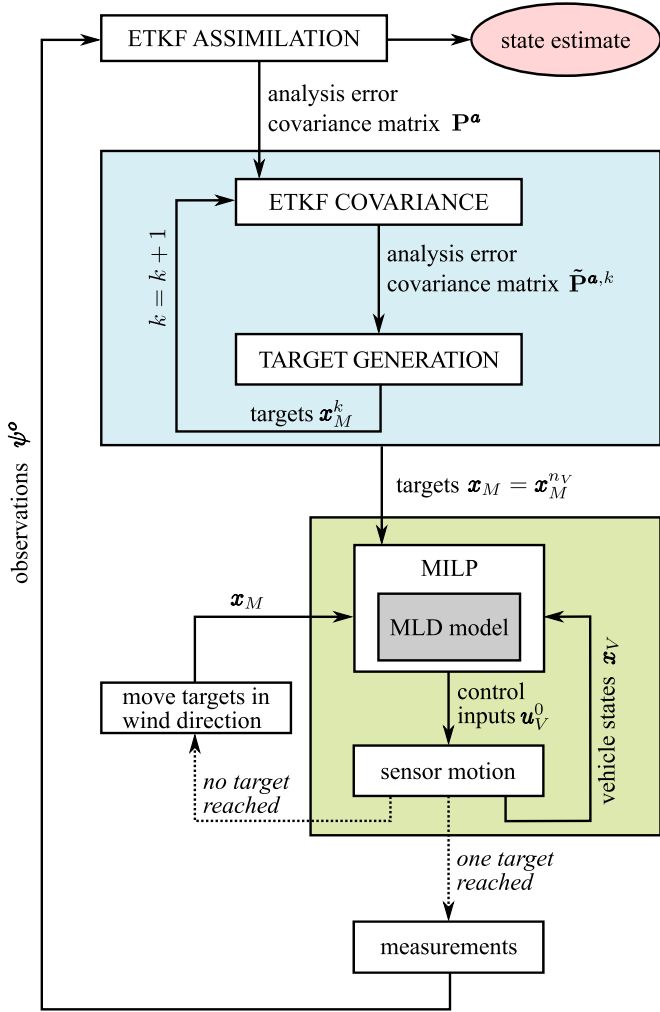 ETKF ASSIMILATION
state estimate
analysis error
covariance matrix Pᵃ
ETKF COVARIANCE
k = k + 1
analysis error
covariance matrix P̃ᵃ,ᵏ
TARGET GENERATION
targets x_M^k
observations ψᵒ
targets x_M = x_M^{n_V}
MILP
MLD model
x_M
move targets in
wind direction
control
inputs u_V^0
vehicle states x_V
sensor motion
no target
reached
one target
reached
measurements